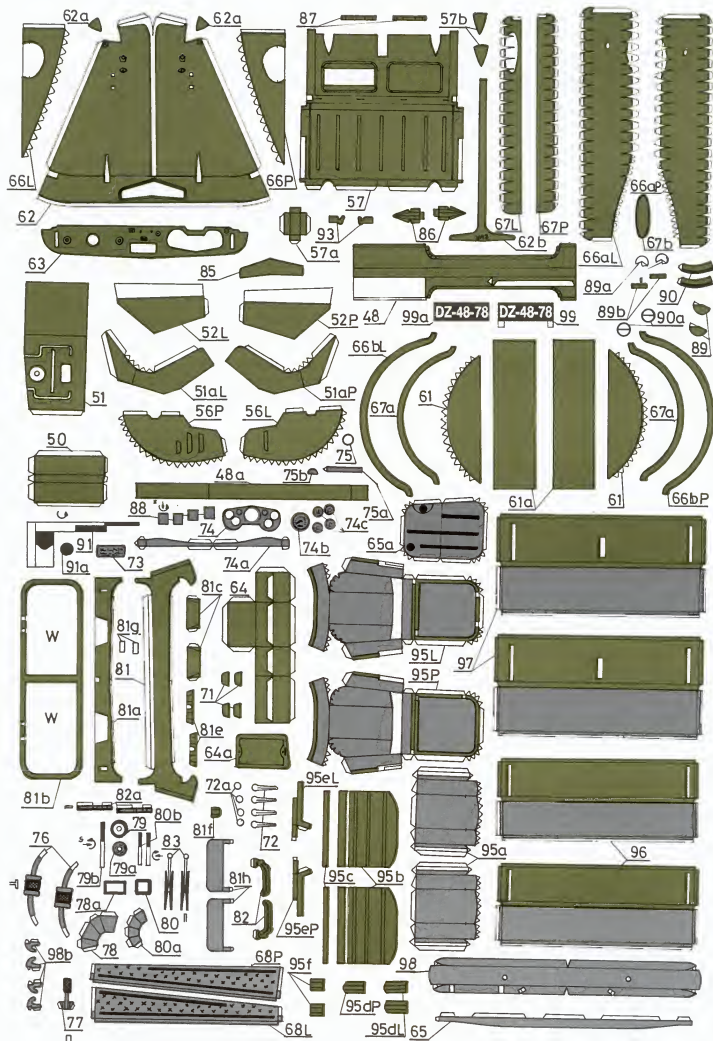 62a
62a
87
57b
66L
66P
62
57
67L
67P
66aP
63
57a
93
86
62b
66aL
67b
85
89a
90
48
89b
90a
52L
52P
99a
DZ-48-78
DZ-48-78
99
89
66bL
51
51aL
51aP
56P
56L
67a
61
67a
50
75
48a
75b
61a
61
66bP
88
74
75a
74c
74b
65a
91
91a
73
74a
81c
64
81g
W
81
95L
97
95P
71
W
81a
81e
64a
81b
82a
72a
95eL
79
80b
81f
72
76
83
95a
96
79b
79a
81h
95c
95b
78a
80
82
95eP
78
80a
98b
68P
95f
98
77
95dP
68L
95dL
65